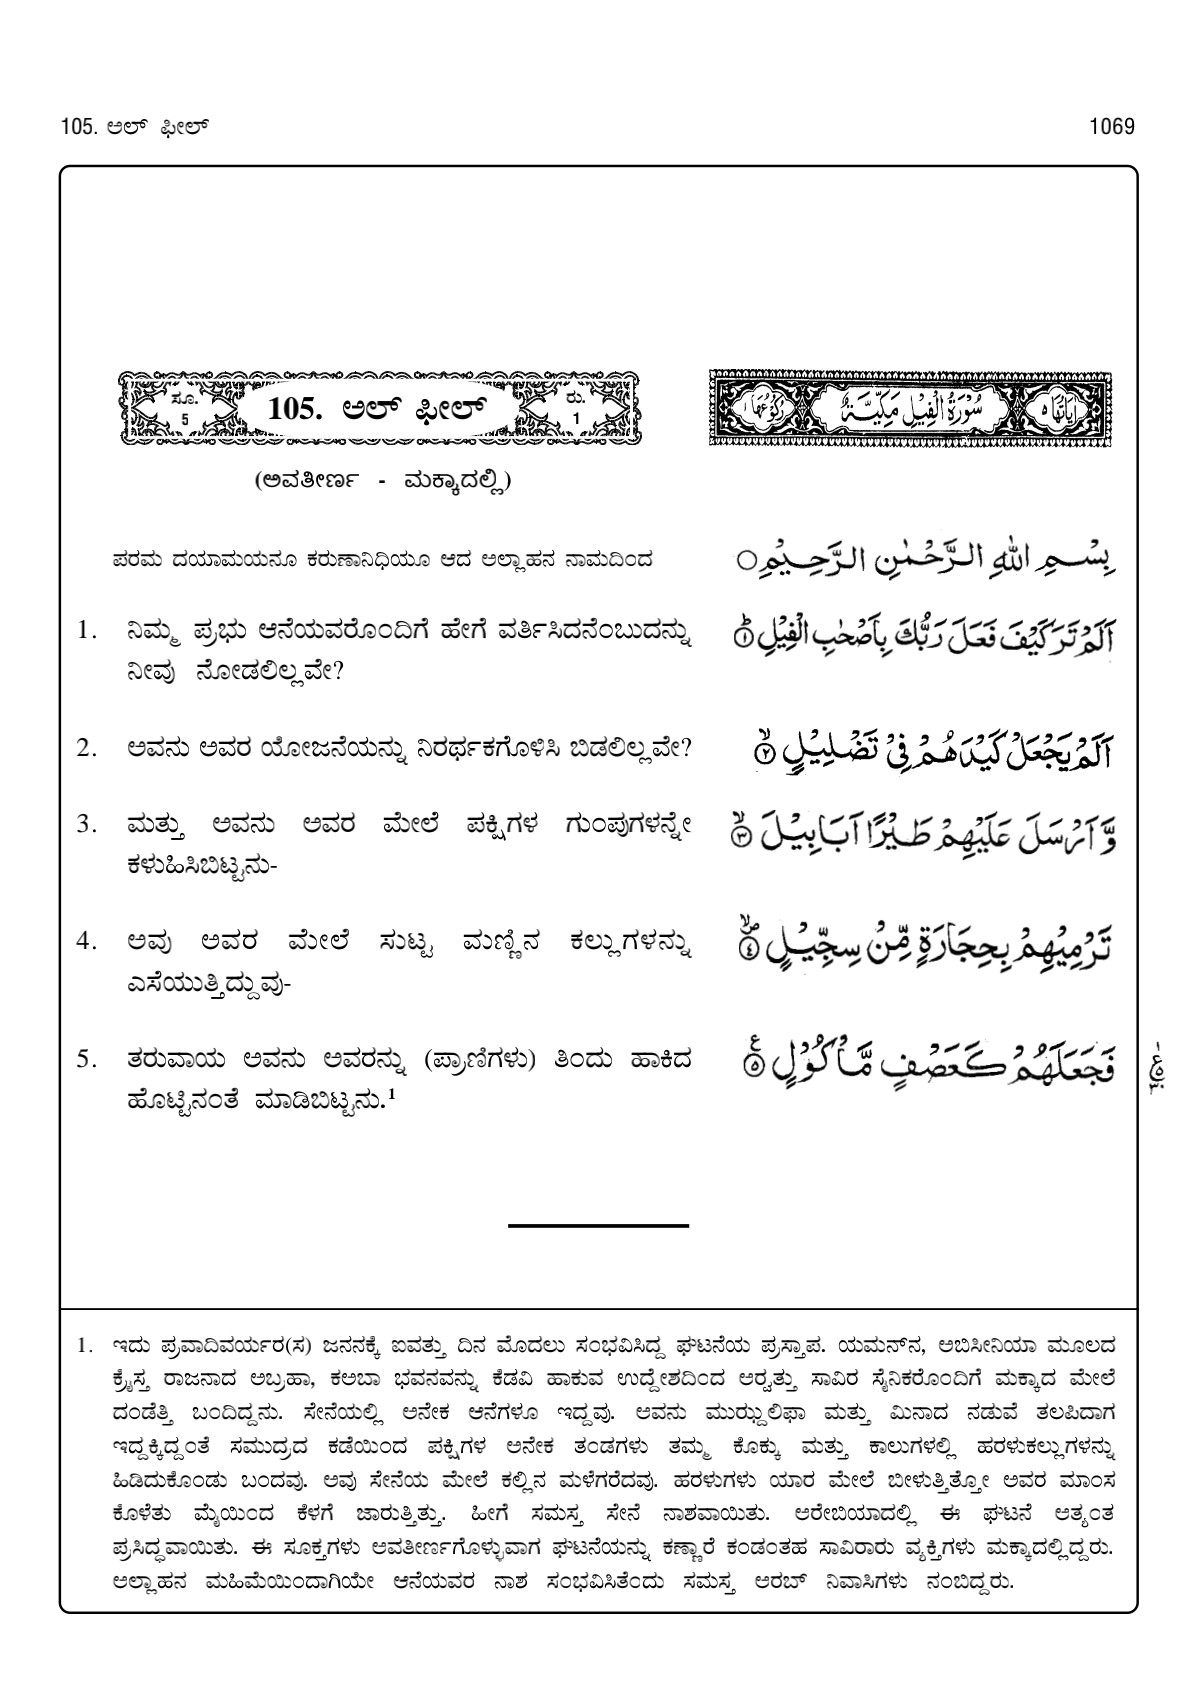 105. ಅಲ್ ಫೀಲ್ 1069
ಸೂ. 5 105. ಅಲ್ ಫೀಲ್ ರು. 1
اٰيَاتُهَا ٥ سُوْرَةُ الْفِيْلِ مَكِّيَّةٌ رُكُوْعُهَا ١
(ಅವತೀರ್ಣ - ಮಕ್ಕಾದಲ್ಲಿ)
ಪರಮ ದಯಾಮಯನೂ ಕರುಣಾನಿಧಿಯೂ ಆದ ಅಲ್ಲಾಹನ ನಾಮದಿಂದ
بِسْمِ اللّٰهِ الرَّحْمٰنِ الرَّحِيْمِ ○
1. ನಿಮ್ಮ ಪ್ರಭು ಆನೆಯವರೊಂದಿಗೆ ಹೇಗೆ ವರ್ತಿಸಿದನೆಂಬುದನ್ನು
ನೀವು ನೋಡಲಿಲ್ಲವೇ?
اَلَمْ تَرَ كَيْفَ فَعَلَ رَبُّكَ بِاَصْحٰبِ الْفِيْلِ ؕ ١
2. ಅವನು ಅವರ ಯೋಜನೆಯನ್ನು ನಿರರ್ಥಕಗೊಳಿಸಿ ಬಿಡಲಿಲ್ಲವೇ?
اَلَمْ يَجْعَلْ كَيْدَهُمْ فِيْ تَضْلِيْلٍ ۙ ٢
3. ಮತ್ತು ಅವನು ಅವರ ಮೇಲೆ ಪಕ್ಷಿಗಳ ಗುಂಪುಗಳನ್ನೇ
ಕಳುಹಿಸಿಬಿಟ್ಟನು-
وَّ اَرْسَلَ عَلَيْهِمْ طَيْرًا اَبَابِيْلَ ۙ ٣
4. ಅವು ಅವರ ಮೇಲೆ ಸುಟ್ಟ ಮಣ್ಣಿನ ಕಲ್ಲುಗಳನ್ನು
ಎಸೆಯುತ್ತಿದ್ದುವು-
تَرْمِيْهِمْ بِحِجَارَةٍ مِّنْ سِجِّيْلٍ ۙ ٤
5. ತರುವಾಯ ಅವನು ಅವರನ್ನು (ಪ್ರಾಣಿಗಳು) ತಿಂದು ಹಾಕಿದ
ಹೊಟ್ಟಿನಂತೆ ಮಾಡಿಬಿಟ್ಟನು.¹
فَجَعَلَهُمْ كَعَصْفٍ مَّاْكُوْلٍ ٥
1. ಇದು ಪ್ರವಾದಿವರ್ಯರ(ಸ) ಜನನಕ್ಕೆ ಐವತ್ತು ದಿನ ಮೊದಲು ಸಂಭವಿಸಿದ್ದ ಘಟನೆಯ ಪ್ರಸ್ತಾಪ. ಯಮನ್‌ನ, ಅಬಿಸೀನಿಯಾ ಮೂಲದ
ಕ್ರೈಸ್ತ ರಾಜನಾದ ಅಬ್ರಹಾ, ಕಅಬಾ ಭವನವನ್ನು ಕೆಡವಿ ಹಾಕುವ ಉದ್ದೇಶದಿಂದ ಅರ್‍ವತ್ತು ಸಾವಿರ ಸೈನಿಕರೊಂದಿಗೆ ಮಕ್ಕಾದ ಮೇಲೆ
ದಂಡೆತ್ತಿ ಬಂದಿದ್ದನು. ಸೇನೆಯಲ್ಲಿ ಅನೇಕ ಆನೆಗಳೂ ಇದ್ದವು. ಅವನು ಮುಝ್ದಲಿಫಾ ಮತ್ತು ಮಿನಾದ ನಡುವೆ ತಲಪಿದಾಗ
ಇದ್ದಕ್ಕಿದ್ದಂತೆ ಸಮುದ್ರದ ಕಡೆಯಿಂದ ಪಕ್ಷಿಗಳ ಅನೇಕ ತಂಡಗಳು ತಮ್ಮ ಕೊಕ್ಕು ಮತ್ತು ಕಾಲುಗಳಲ್ಲಿ ಹರಳುಕಲ್ಲುಗಳನ್ನು
ಹಿಡಿದುಕೊಂಡು ಬಂದವು. ಅವು ಸೇನೆಯ ಮೇಲೆ ಕಲ್ಲಿನ ಮಳೆಗರೆದವು. ಹರಳುಗಳು ಯಾರ ಮೇಲೆ ಬೀಳುತ್ತಿತ್ತೋ ಅವರ ಮಾಂಸ
ಕೊಳೆತು ಮೈಯಿಂದ ಕೆಳಗೆ ಜಾರುತ್ತಿತ್ತು. ಹೀಗೆ ಸಮಸ್ತ ಸೇನೆ ನಾಶವಾಯಿತು. ಅರೇಬಿಯಾದಲ್ಲಿ ಈ ಘಟನೆ ಅತ್ಯಂತ
ಪ್ರಸಿದ್ಧವಾಯಿತು. ಈ ಸೂಕ್ತಗಳು ಅವತೀರ್ಣಗೊಳ್ಳುವಾಗ ಘಟನೆಯನ್ನು ಕಣ್ಣಾರೆ ಕಂಡಂತಹ ಸಾವಿರಾರು ವ್ಯಕ್ತಿಗಳು ಮಕ್ಕಾದಲ್ಲಿದ್ದರು.
ಅಲ್ಲಾಹನ ಮಹಿಮೆಯಿಂದಾಗಿಯೇ ಆನೆಯವರ ನಾಶ ಸಂಭವಿಸಿತೆಂದು ಸಮಸ್ತ ಅರಬ್ ನಿವಾಸಿಗಳು ನಂಬಿದ್ದರು.